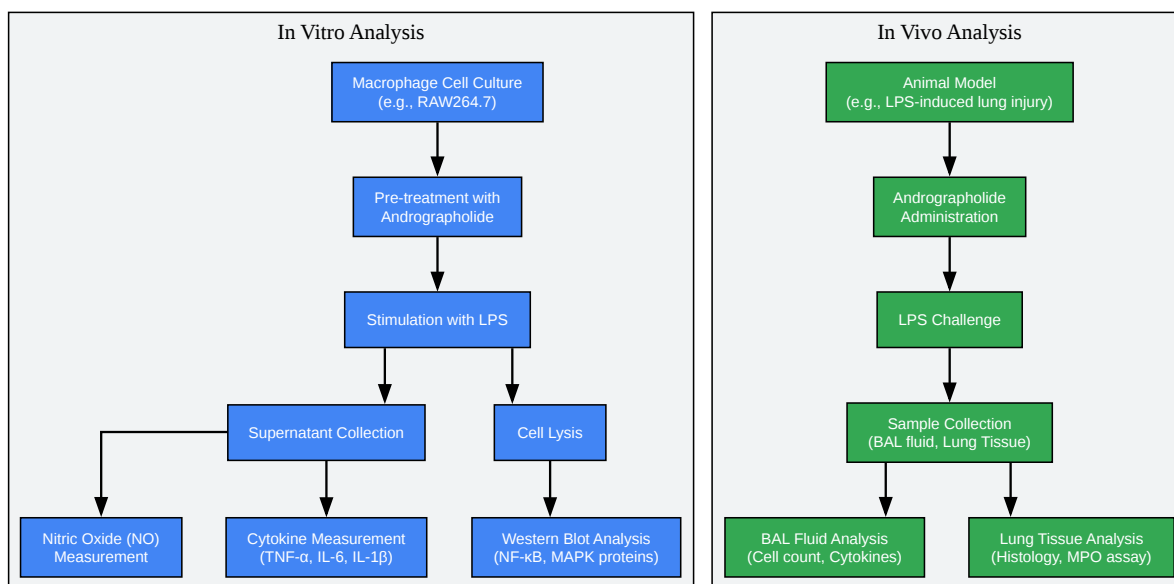 In Vitro Analysis
Macrophage Cell Culture
(e.g., RAW264.7)
Pre-treatment with
Andrographolide
Stimulation with LPS
Supernatant Collection
Cell Lysis
Nitric Oxide (NO)
Measurement
Cytokine Measurement
(TNF-α, IL-6, IL-1β)
Western Blot Analysis
(NF-κB, MAPK proteins)
In Vivo Analysis
Animal Model
(e.g., LPS-induced lung injury)
Andrographolide
Administration
LPS Challenge
Sample Collection
(BAL fluid, Lung Tissue)
BAL Fluid Analysis
(Cell count, Cytokines)
Lung Tissue Analysis
(Histology, MPO assay)